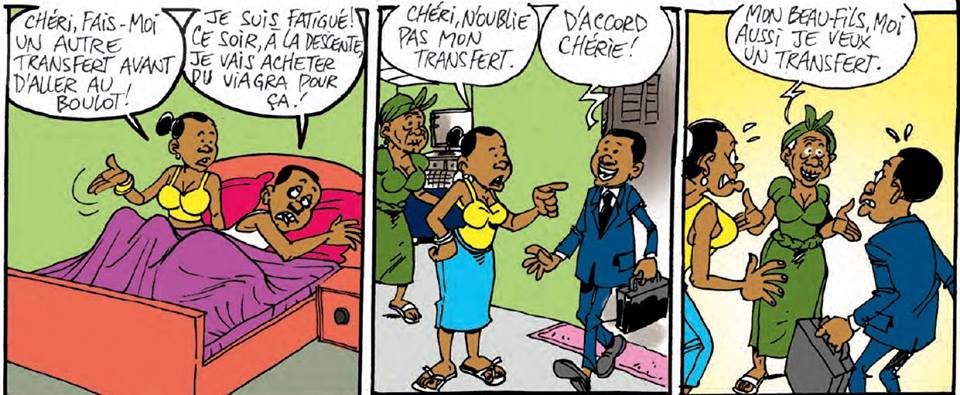 CHÉRI, FAIS-MOI
UN AUTRE
TRANSFERT AVANT
D'ALLER AU
BOULOT!
JE SUIS FATIGUÉ!
CE SOIR, À LA DESCENTE,
JE VAIS ACHETER
DU VIAGRA POUR
ÇA!
CHÉRI, N'OUBLIE
PAS MON
TRANSFERT.
D'ACCORD
CHÉRIE!
MON BEAU-FILS, MOI
AUSSI JE VEUX
UN TRANSFERT.